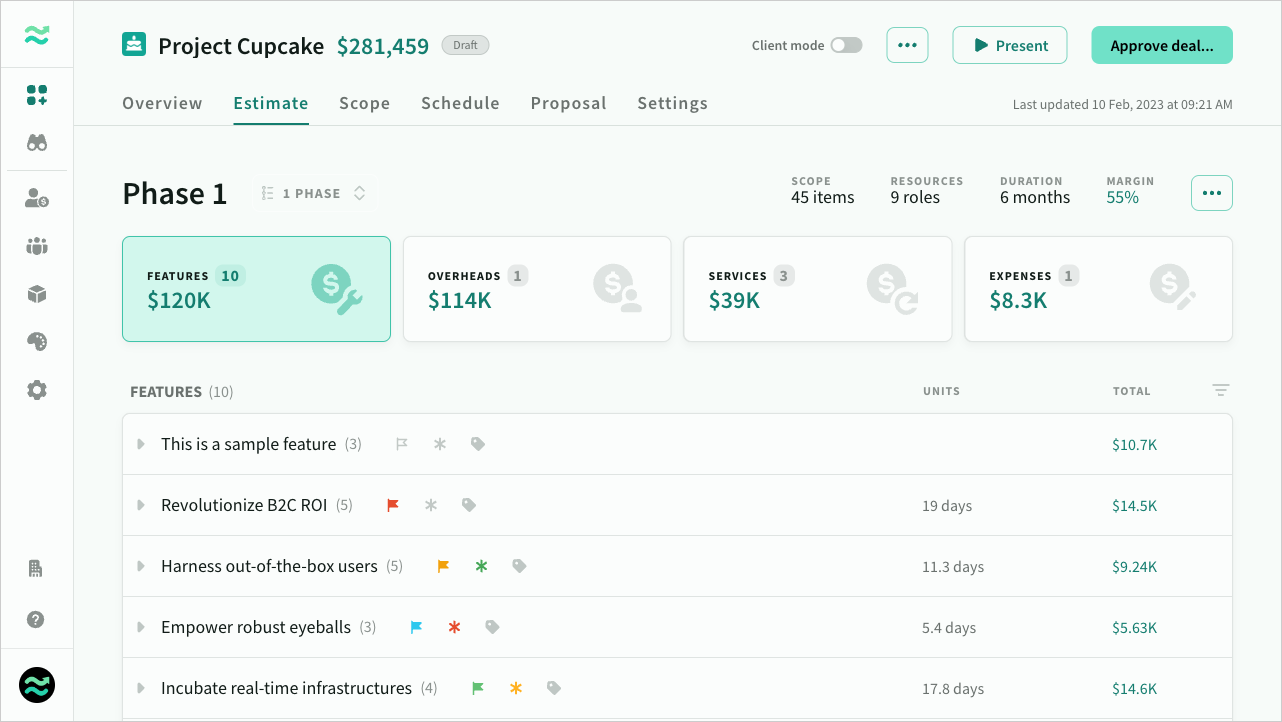 Project Cupcake $281,459 Draft Client mode Present Approve deal...
Overview Estimate Scope Schedule Proposal Settings Last updated 10 Feb, 2023 at 09:21 AM
Phase 1 1 PHASE
SCOPE RESOURCES DURATION MARGIN
45 items 9 roles 6 months 55%
FEATURES 10 OVERHEADS 1 SERVICES 3 EXPENSES 1
$120K $114K $39K $8.3K
FEATURES (10) UNITS TOTAL
This is a sample feature (3) $10.7K
Revolutionize B2C ROI (5) 19 days $14.5K
Harness out-of-the-box users (5) 11.3 days $9.24K
Empower robust eyeballs (3) 5.4 days $5.63K
Incubate real-time infrastructures (4) 17.8 days $14.6K